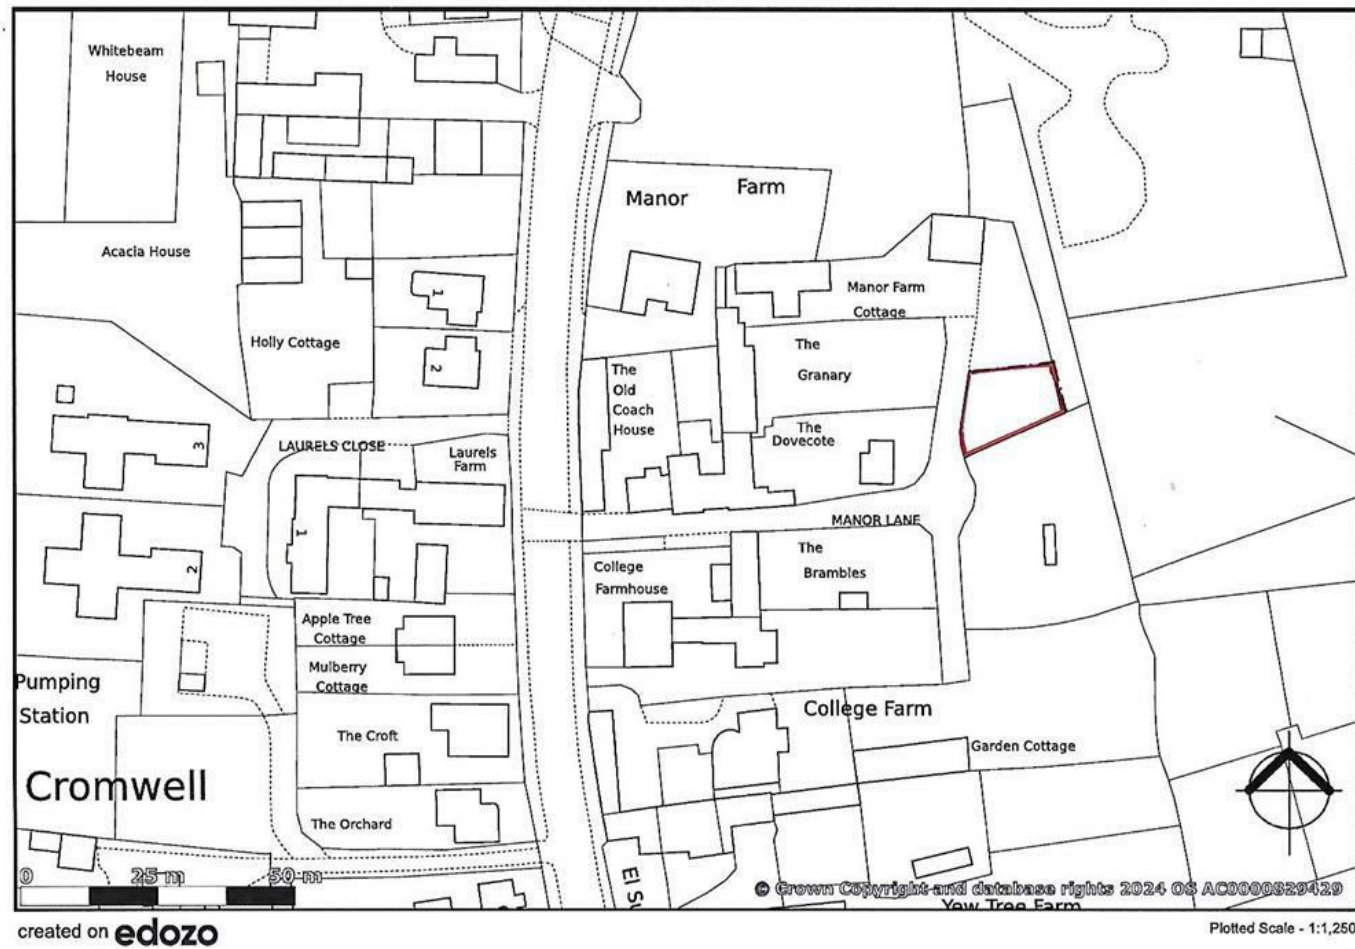 Whitebeam
House
Manor
Farm
Acacia House
1
Manor Farm
Cottage
Holly Cottage
The
Granary
2
The
Old
Coach
House
The
Dovecote
3
LAURELS CLOSE
Laurels
Farm
1
MANOR LANE
2
The
Brambles
College
Farmhouse
Apple Tree
Cottage
Mulberry
Cottage
Pumping
Station
College Farm
The Croft
Garden Cottage
Cromwell
The Orchard
0 25 m 50 m
El Su
© Crown Copyright and database rights 2024 OS AC0000829429
Yew Tree Farm
created on edozo
Plotted Scale - 1:1,250